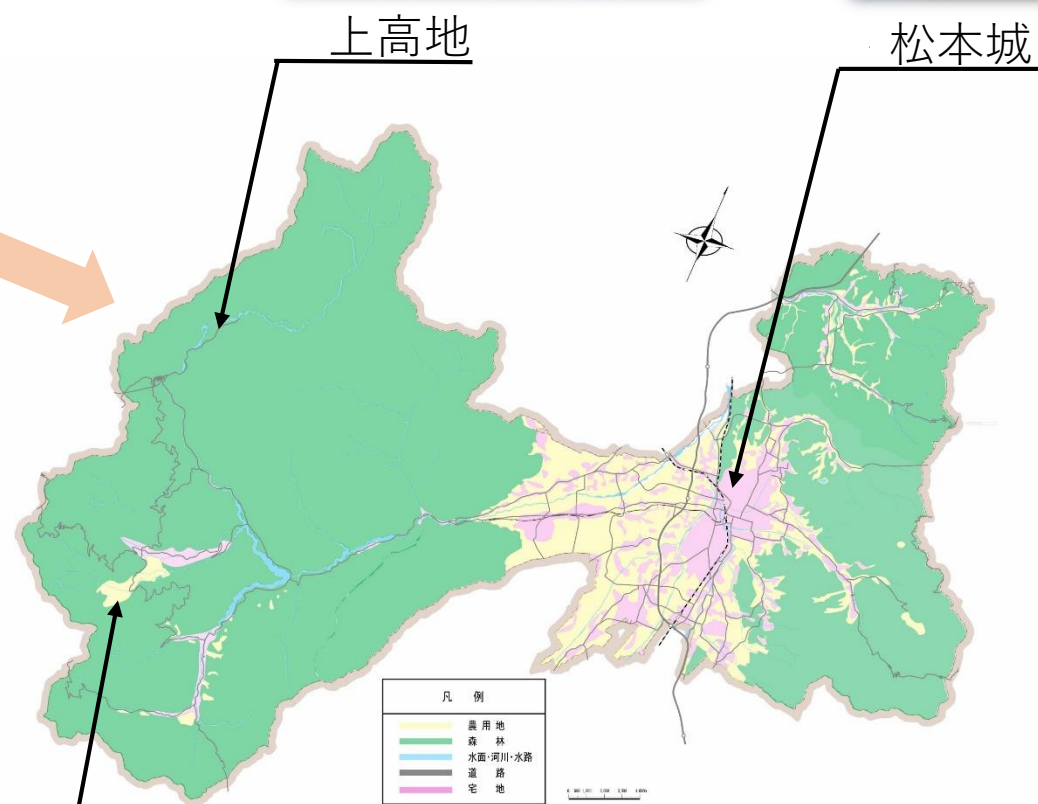 上高地
松本城
凡 例
農用地
森 林
水面・河川・水路
道 路
宅 地